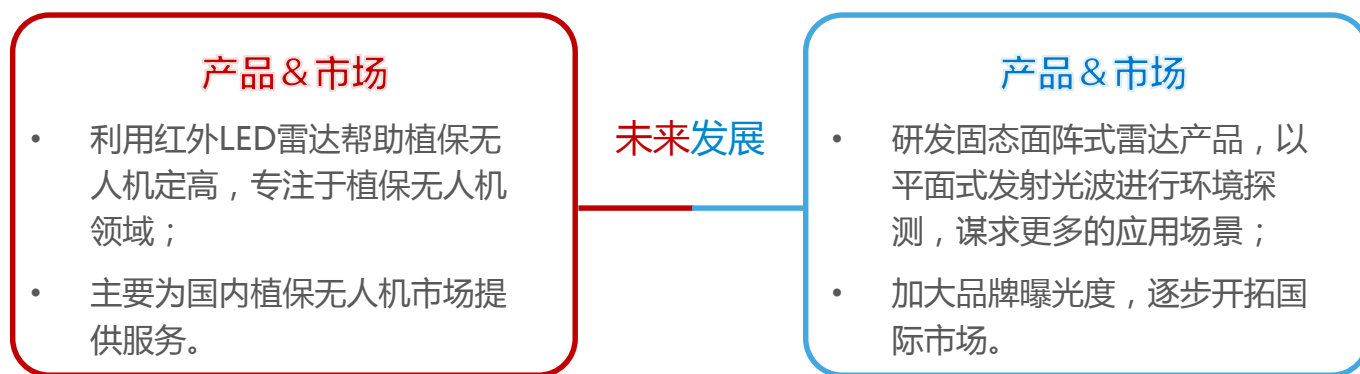 产品＆市场
• 利用红外LED雷达帮助植保无
人机定高，专注于植保无人机
领域；
• 主要为国内植保无人机市场提
供服务。
未来发展
产品＆市场
• 研发固态面阵式雷达产品，以
平面式发射光波进行环境探
测，谋求更多的应用场景；
• 加大品牌曝光度，逐步开拓国
际市场。